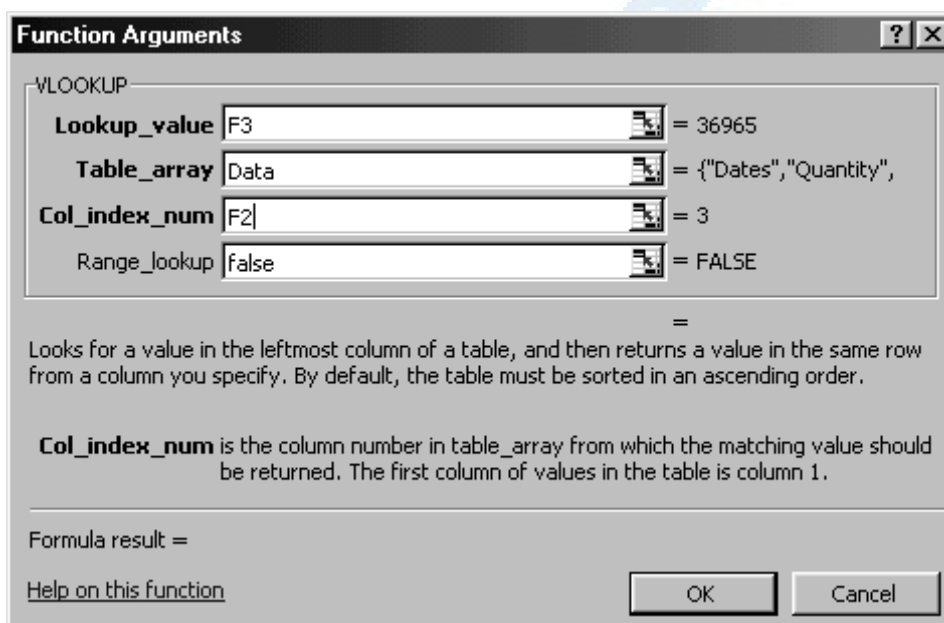 Function Arguments
VLOOKUP
Lookup_value F3 = 36965
Table_array Data = {"Dates","Quantity",
Col_index_num F2 = 3
Range_lookup false = FALSE
=
Looks for a value in the leftmost column of a table, and then returns a value in the same row
from a column you specify. By default, the table must be sorted in an ascending order.
Col_index_num is the column number in table_array from which the matching value should
be returned. The first column of values in the table is column 1.
Formula result =
Help on this function
OK Cancel